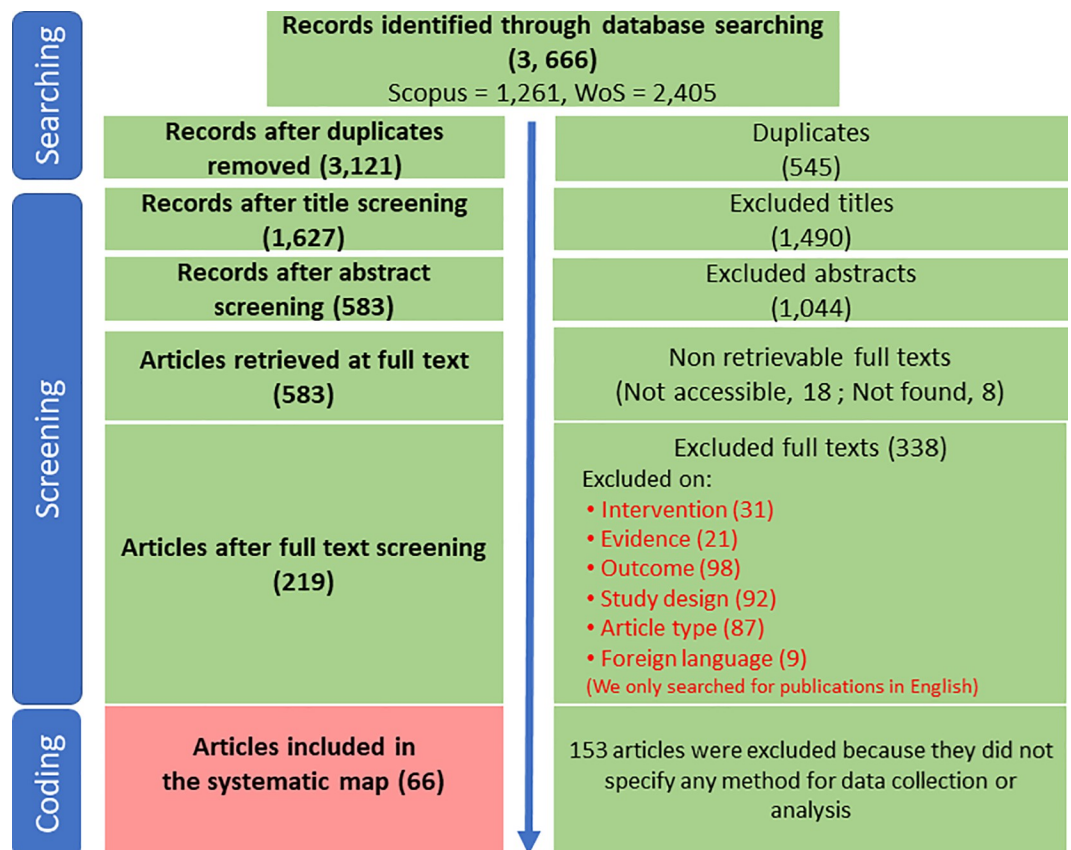 Searching
Records identified through database searching
(3, 666)
Scopus = 1,261, WoS = 2,405
Records after duplicates
removed (3,121)
Duplicates
(545)
Screening
Records after title screening
(1,627)
Excluded titles
(1,490)
Records after abstract
screening (583)
Excluded abstracts
(1,044)
Articles retrieved at full text
(583)
Non retrievable full texts
(Not accessible, 18 ; Not found, 8)
Articles after full text screening
(219)
Excluded full texts (338)
Excluded on:
• Intervention (31)
• Evidence (21)
• Outcome (98)
• Study design (92)
• Article type (87)
• Foreign language (9)
(We only searched for publications in English)
Coding
Articles included in
the systematic map (66)
153 articles were excluded because they did not
specify any method for data collection or
analysis